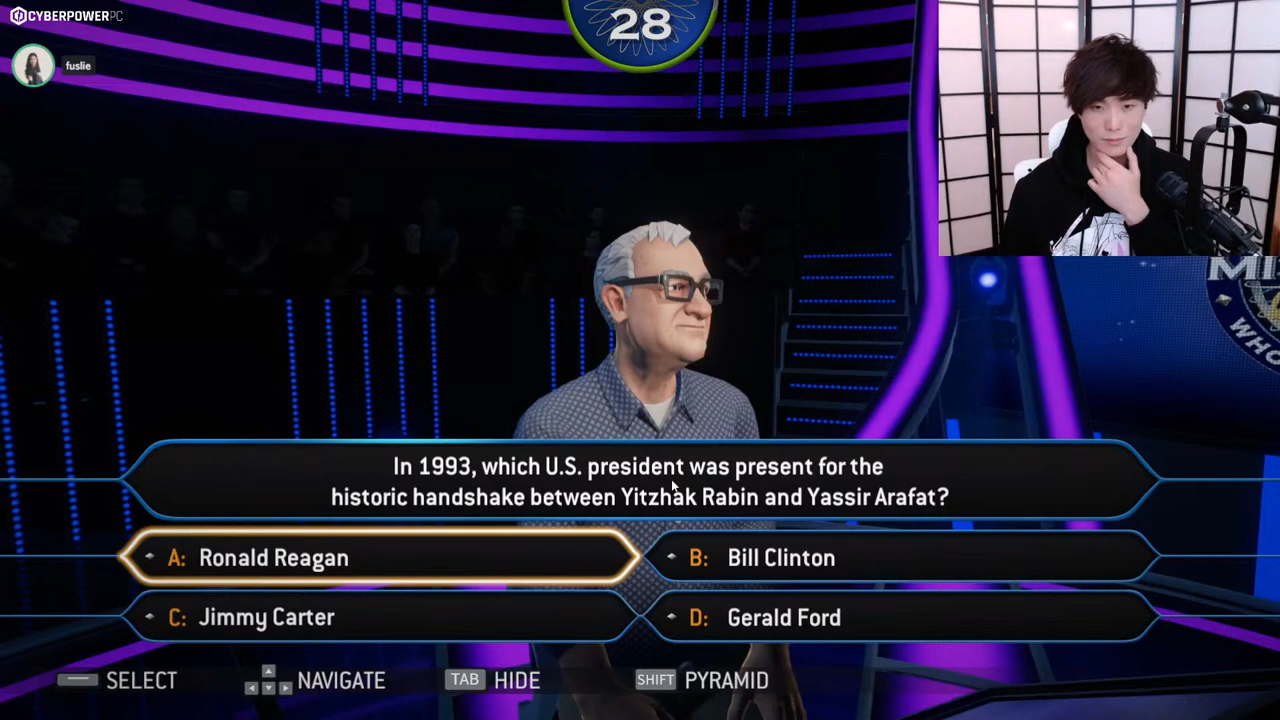 CYBERPOWERPC
28
fuslie
In 1993, which U.S. president was present for the
historic handshake between Yitzhak Rabin and Yassir Arafat?
A: Ronald Reagan
B: Bill Clinton
C: Jimmy Carter
D: Gerald Ford
SELECT
NAVIGATE
TAB HIDE
SHIFT PYRAMID